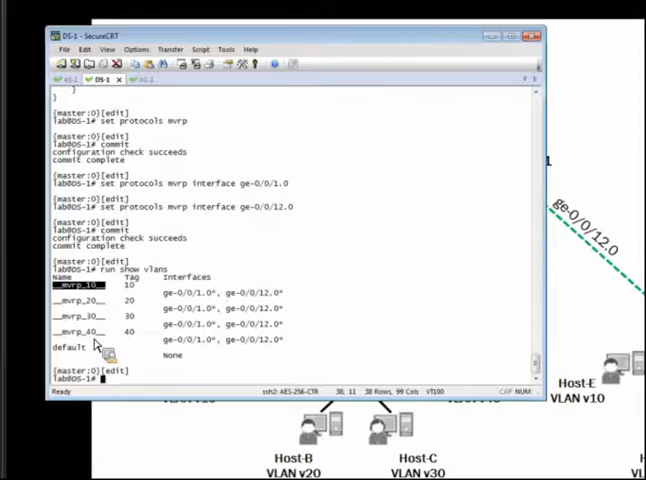 DS-1 - SecureCRT
File Edit View Options Transfer Script Tools Help
DS-1
}
}
{master:0}[edit]
lab@DS-1# set protocols mvrp
{master:0}[edit]
lab@DS-1# commit
configuration check succeeds
commit complete
{master:0}[edit]
lab@DS-1# set protocols mvrp interface ge-0/0/1.0
{master:0}[edit]
lab@DS-1# set protocols mvrp interface ge-0/0/12.0
{master:0}[edit]
lab@DS-1# commit
configuration check succeeds
commit complete
{master:0}[edit]
lab@DS-1# run show vlans
Name Tag Interfaces
__mvrp_10__ 10
ge-0/0/1.0*, ge-0/0/12.0*
__mvrp_20__ 20
ge-0/0/1.0*, ge-0/0/12.0*
__mvrp_30__ 30
ge-0/0/1.0*, ge-0/0/12.0*
__mvrp_40__ 40
ge-0/0/1.0*, ge-0/0/12.0*
default
None
{master:0}[edit]
lab@DS-1#
Ready ssh2: AES-256-CTR 38, 11 38 Rows, 99 Cols VT100 CAP NUM
ge-0/0/12.0
Host-E
VLAN v10
Host-B
VLAN v20
Host-C
VLAN v30